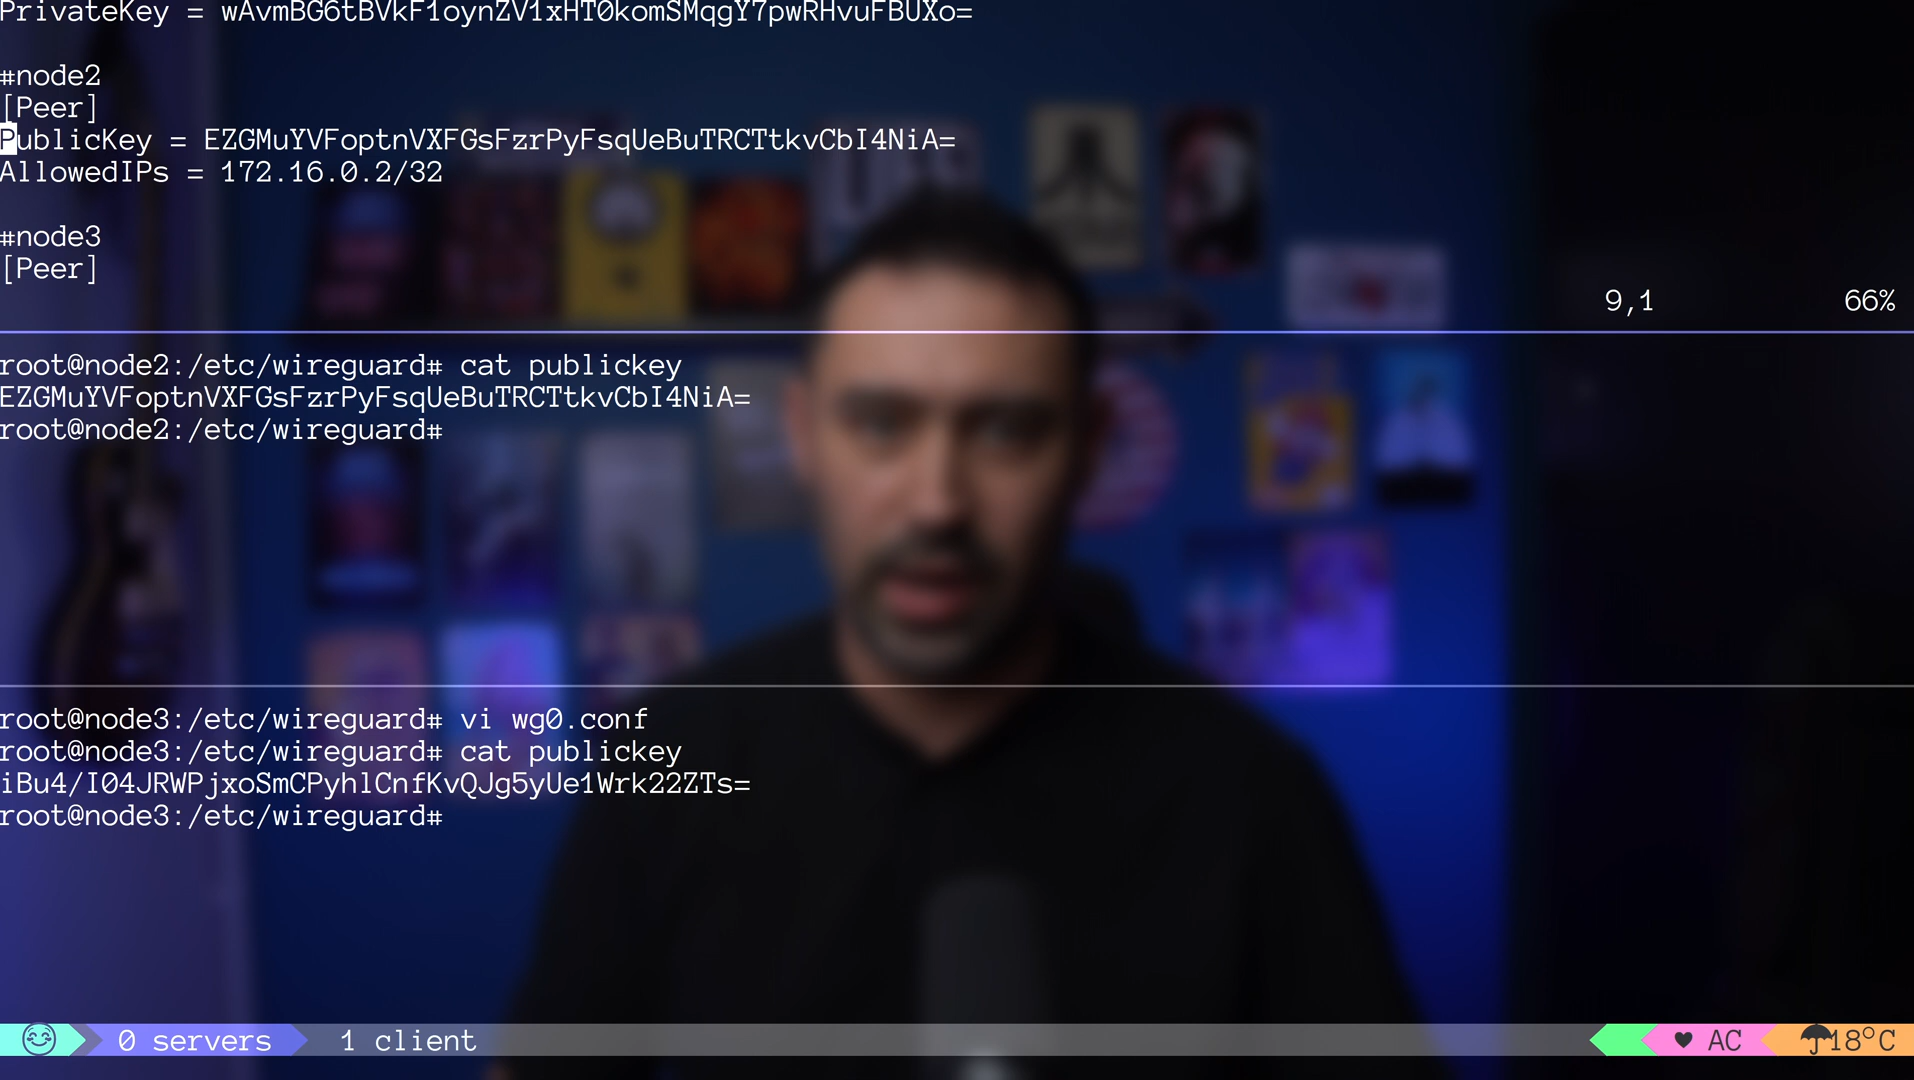 PrivateKey = wAvmBG6tBVkF1oynZV1xHT0komSMqgY7pwRHvuFBUXo=
#node2
[Peer]
PublicKey = EZGMuYVFoptnVXFGsFzrPyFsqUeBuTRCTtkvCbI4NiA=
AllowedIPs = 172.16.0.2/32
#node3
[Peer]
9,1 66%
root@node2:/etc/wireguard# cat publickey
EZGMuYVFoptnVXFGsFzrPyFsqUeBuTRCTtkvCbI4NiA=
root@node2:/etc/wireguard#
root@node3:/etc/wireguard# vi wg0.conf
root@node3:/etc/wireguard# cat publickey
iBu4/I04JRWPjxoSmCPyhlCnfKvQJg5yUe1Wrk22ZTs=
root@node3:/etc/wireguard#
0 servers 1 client ♥ AC 18°C